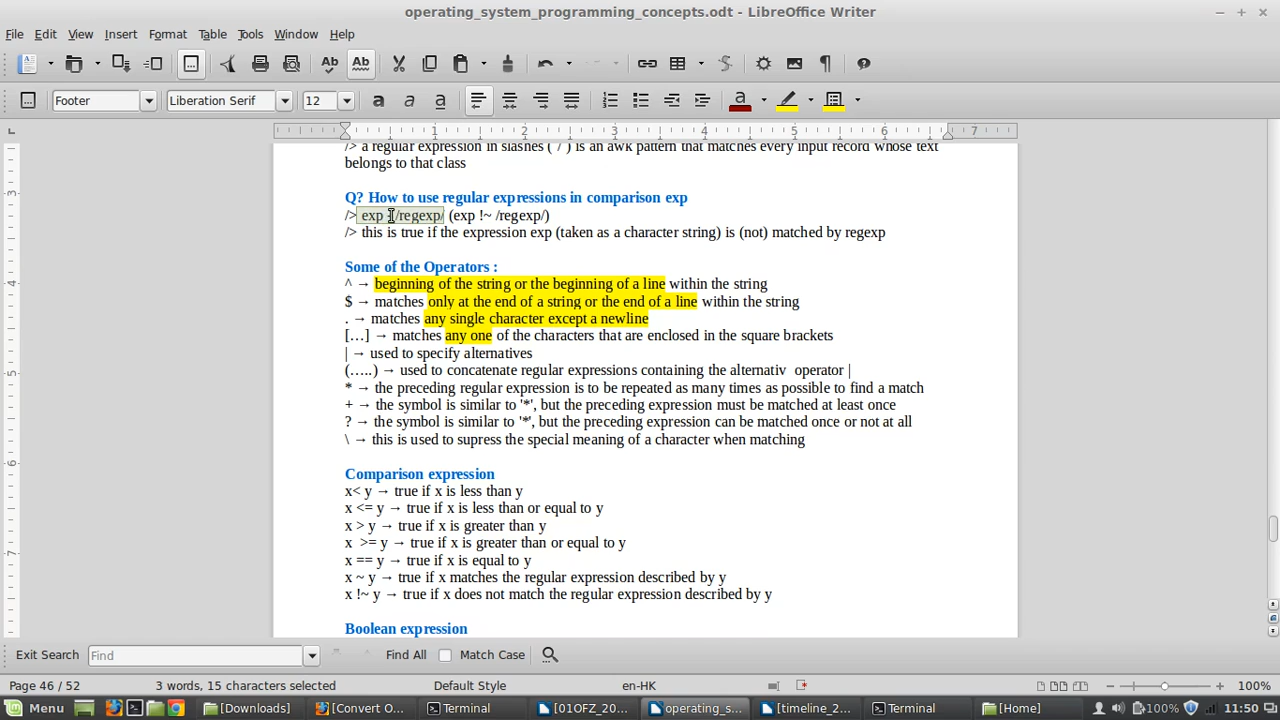 operating_system_programming_concepts.odt - LibreOffice Writer
File Edit View Insert Format Table Tools Window Help
Footer Liberation Serif 12 a a a a
1 2 3 4 5 6 7
/> a regular expression in slashes ( '/' ) is an awk pattern that matches every input record whose text
belongs to that class
Q? How to use regular expressions in comparison exp
/> exp /regexp/ (exp !~ /regexp/)
/> this is true if the expression exp (taken as a character string) is (not) matched by regexp
Some of the Operators :
^ → beginning of the string or the beginning of a line within the string
$ → matches only at the end of a string or the end of a line within the string
. → matches any single character except a newline
[…] → matches any one of the characters that are enclosed in the square brackets
| → used to specify alternatives
(…..) → used to concatenate regular expressions containing the alternativ  operator |
* → the preceding regular expression is to be repeated as many times as possible to find a match
+ → the symbol is similar to '*', but the preceding expression must be matched at least once
? → the symbol is similar to '*', but the preceding expression can be matched once or not at all
\ → this is used to supress the special meaning of a character when matching
Comparison expression
x< y → true if x is less than y
x <= y → true if x is less than or equal to y
x > y → true if x is greater than y
x  >= y → true if x is greater than or equal to y
x == y → true if x is equal to y
x ~ y → true if x matches the regular expression described by y
x !~ y → true if x does not match the regular expression described by y
Boolean expression
3
4
5
6
7
Exit Search Find Find All Match Case
Page 46 / 52 3 words, 15 characters selected Default Style en-HK 100%
Menu [Downloads] [Convert O... Terminal [01OFZ_20... operating_s... [timeline_2... Terminal [Home] 100% 11:50